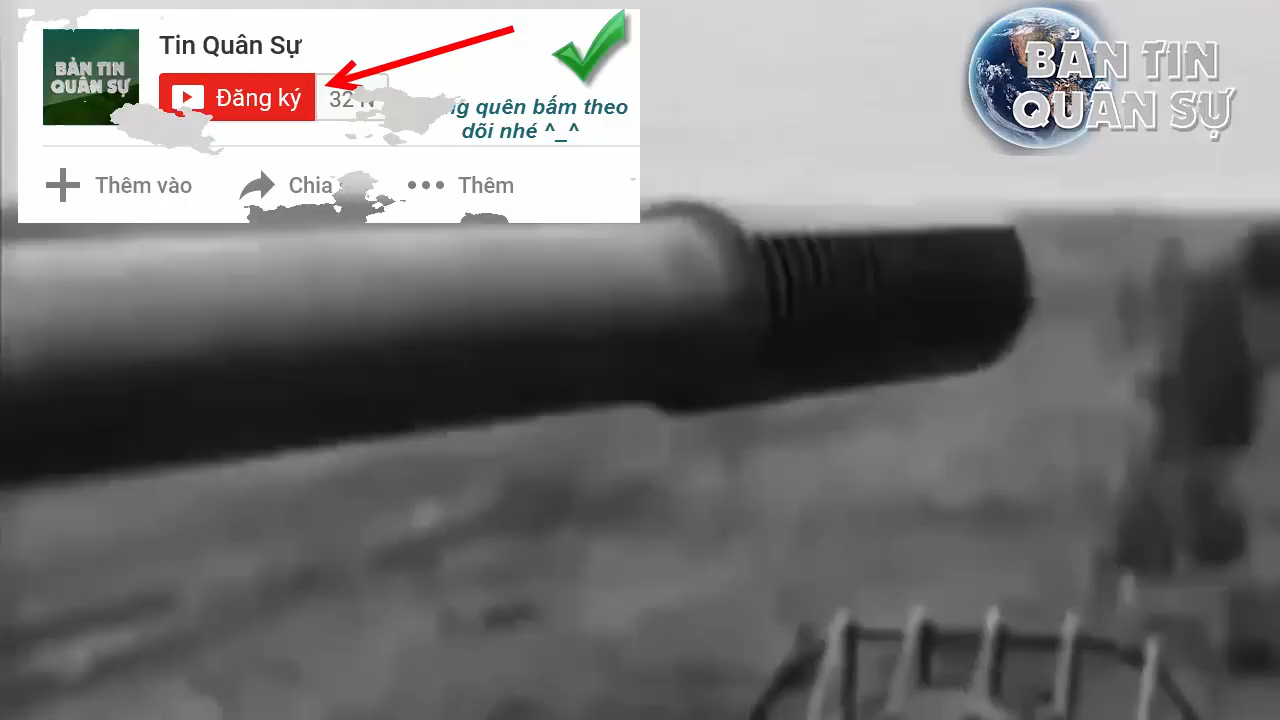 Tin Quân Sự
BẢN TIN
QUÂN SỰ
Đăng ký
32 N
quên bấm theo
dõi nhé ^_^
Thêm vào
Chia
Thêm
BẢN TIN
QUÂN SỰ